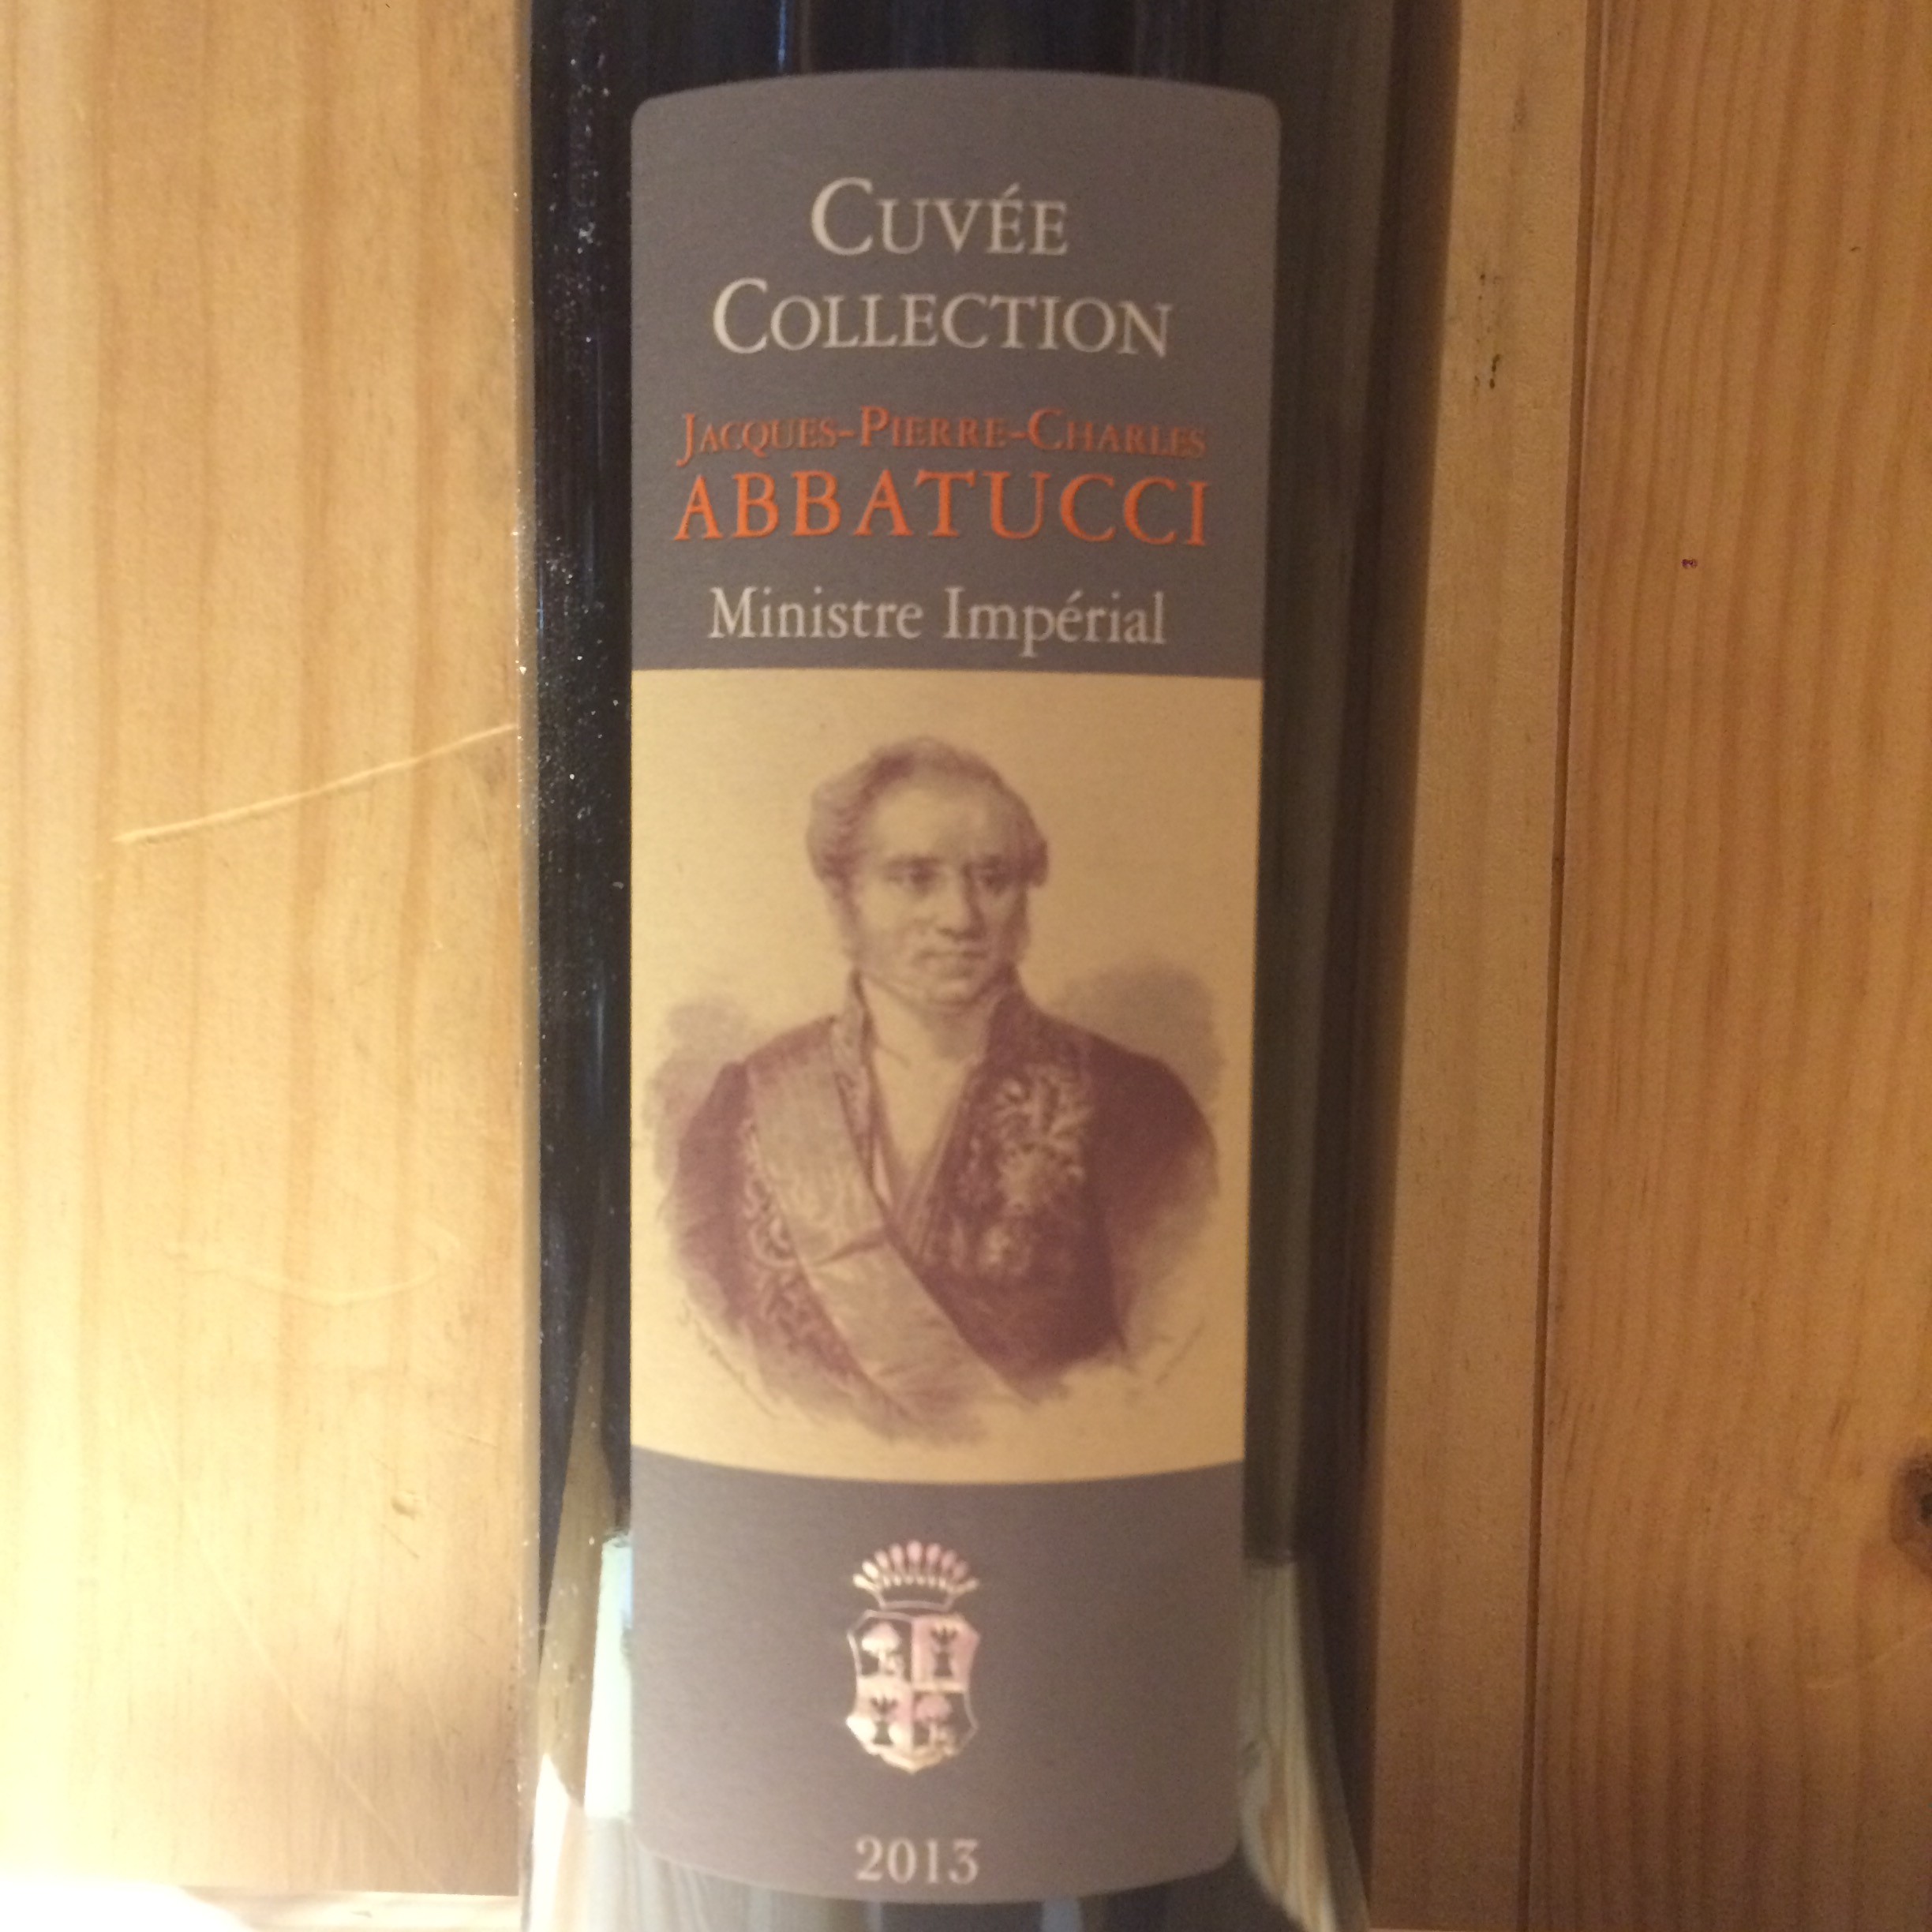 CUVÉE
COLLECTION
JACQUES-PIERRE-CHARLES
ABBATUCCI
Ministre Impérial
2013